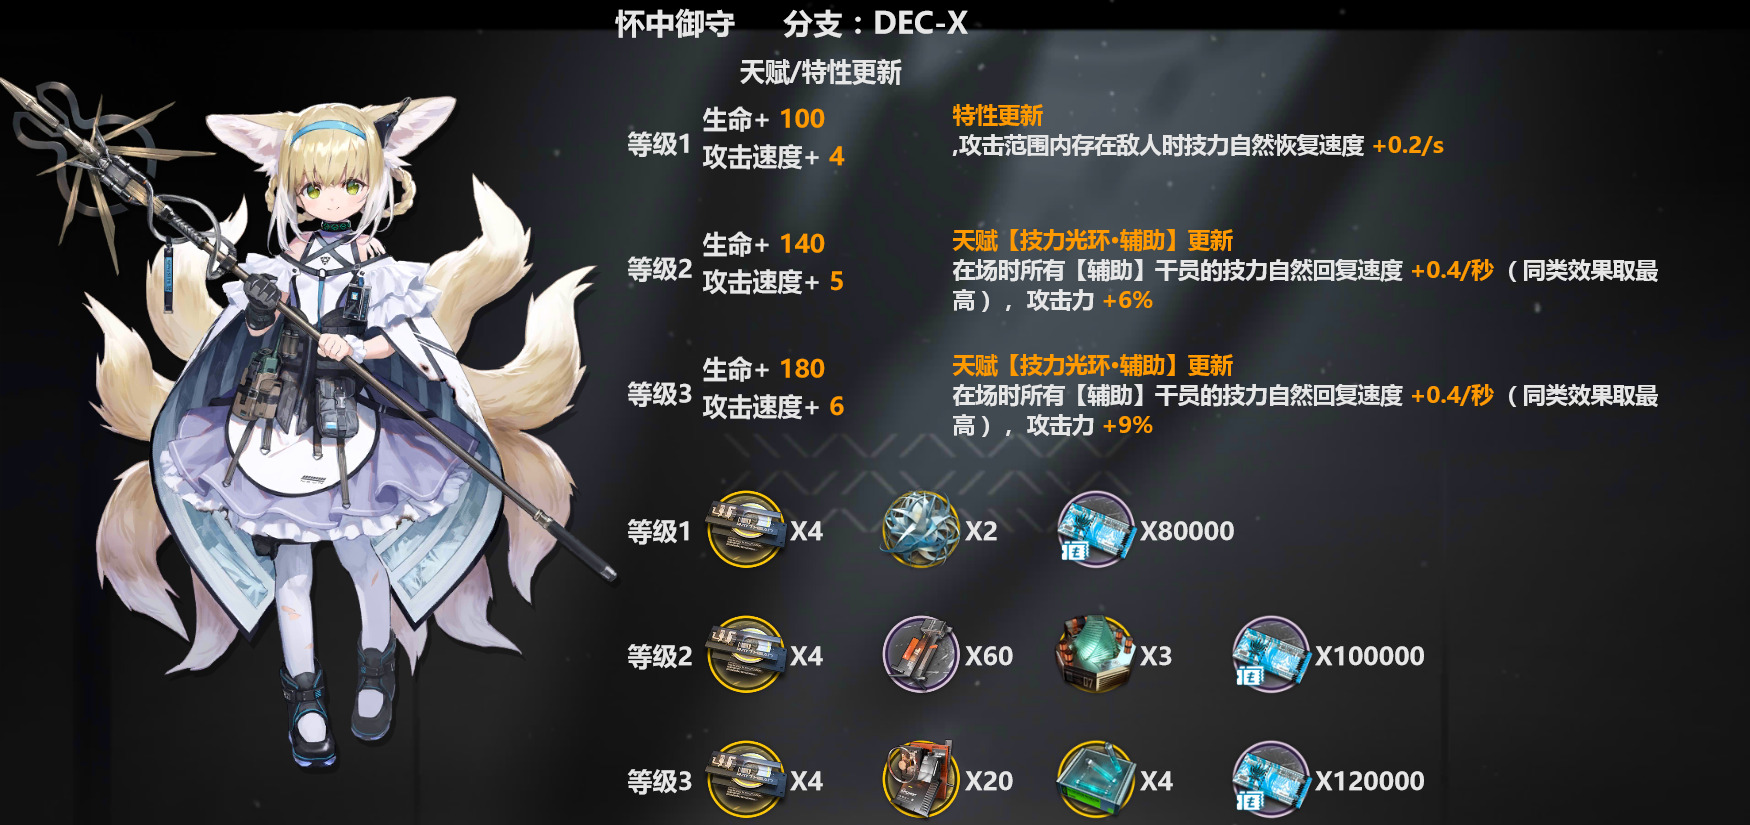 怀中御守 分支：DEC-X
天赋/特性更新
等级1
生命+ 100
攻击速度+ 4
特性更新
,攻击范围内存在敌人时技力自然恢复速度 +0.2/s
等级2
生命+ 140
攻击速度+ 5
天赋【技力光环·辅助】更新
在场时所有【辅助】干员的技力自然回复速度 +0.4/秒（同类效果取最
高），攻击力 +6%
等级3
生命+ 180
攻击速度+ 6
天赋【技力光环·辅助】更新
在场时所有【辅助】干员的技力自然回复速度 +0.4/秒（同类效果取最
高），攻击力 +9%
等级1 X4 X2 X80000
等级2 X4 X60 X3 X100000
等级3 X4 X20 X4 X120000